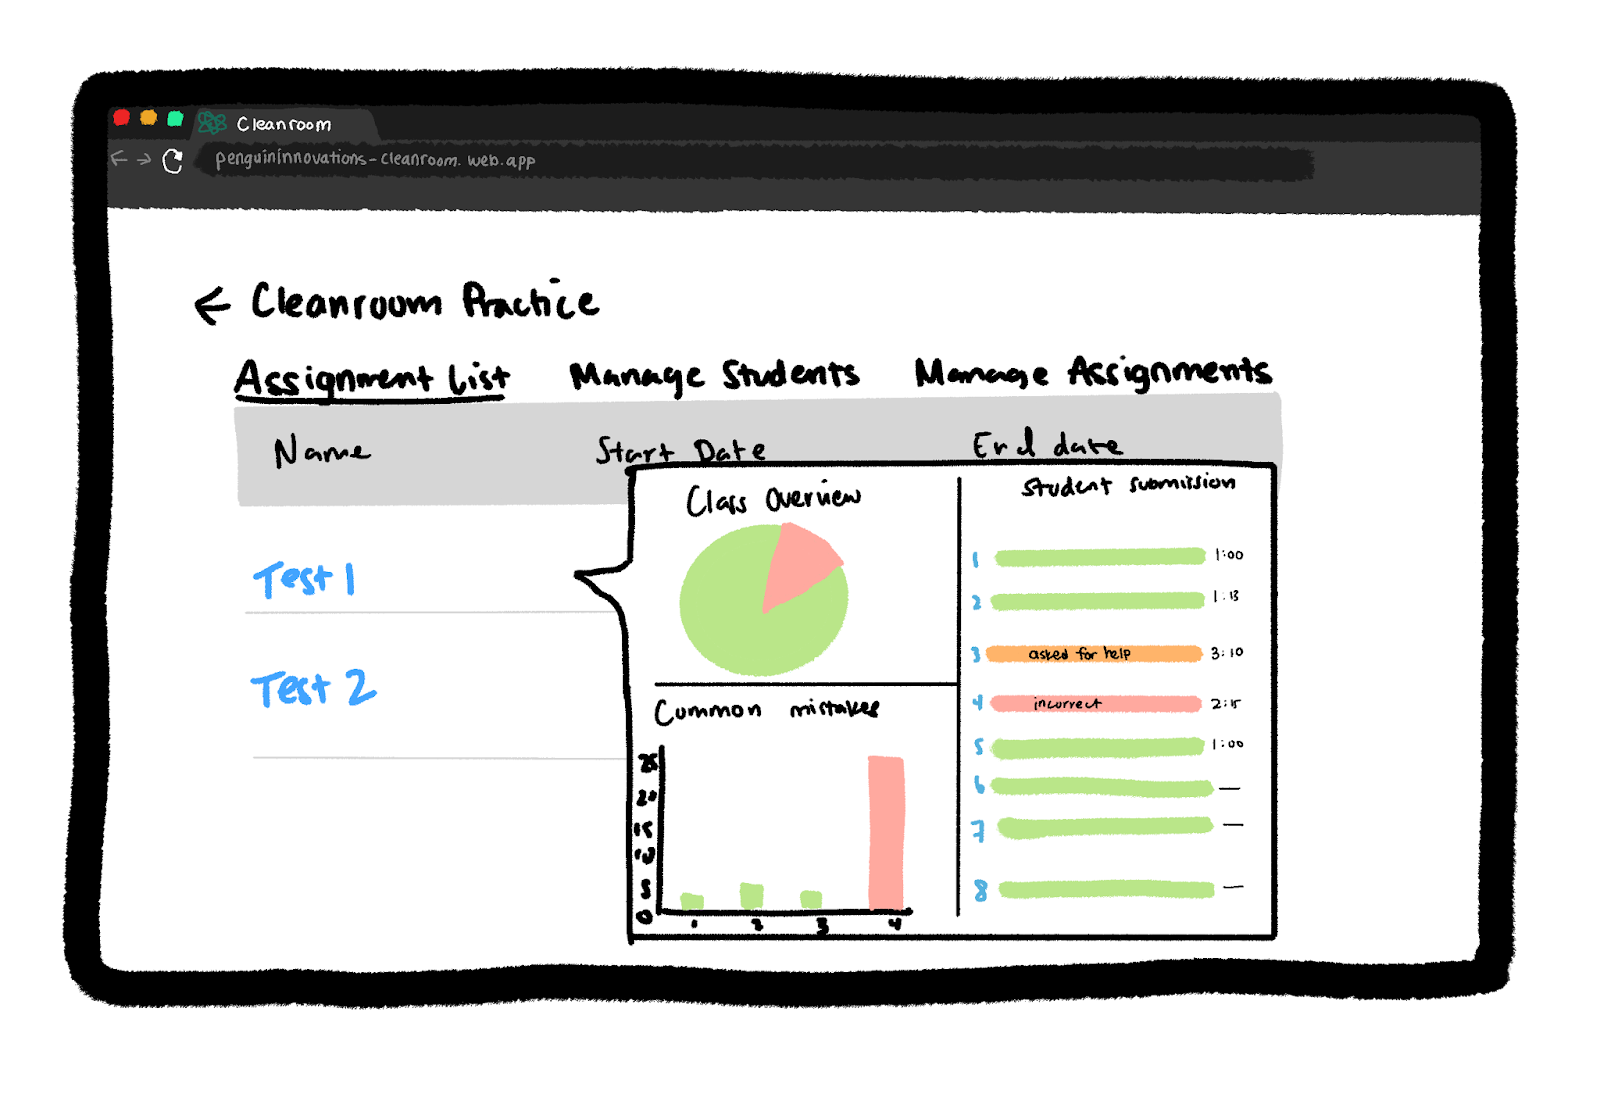 Cleanroom
penguininnovations-cleanroom.web.app
← Cleanroom Practice
Assignment List Manage Students Manage Assignments
Name Start Date End date
Test 1
Test 2
Class Overview
Common mistakes
25
20
15
10
5
0
1 2 3 4
Student submission
1 1:00
2 1:13
3 asked for help 3:10
4 incorrect 2:15
5 1:00
6 —
7 —
8 —